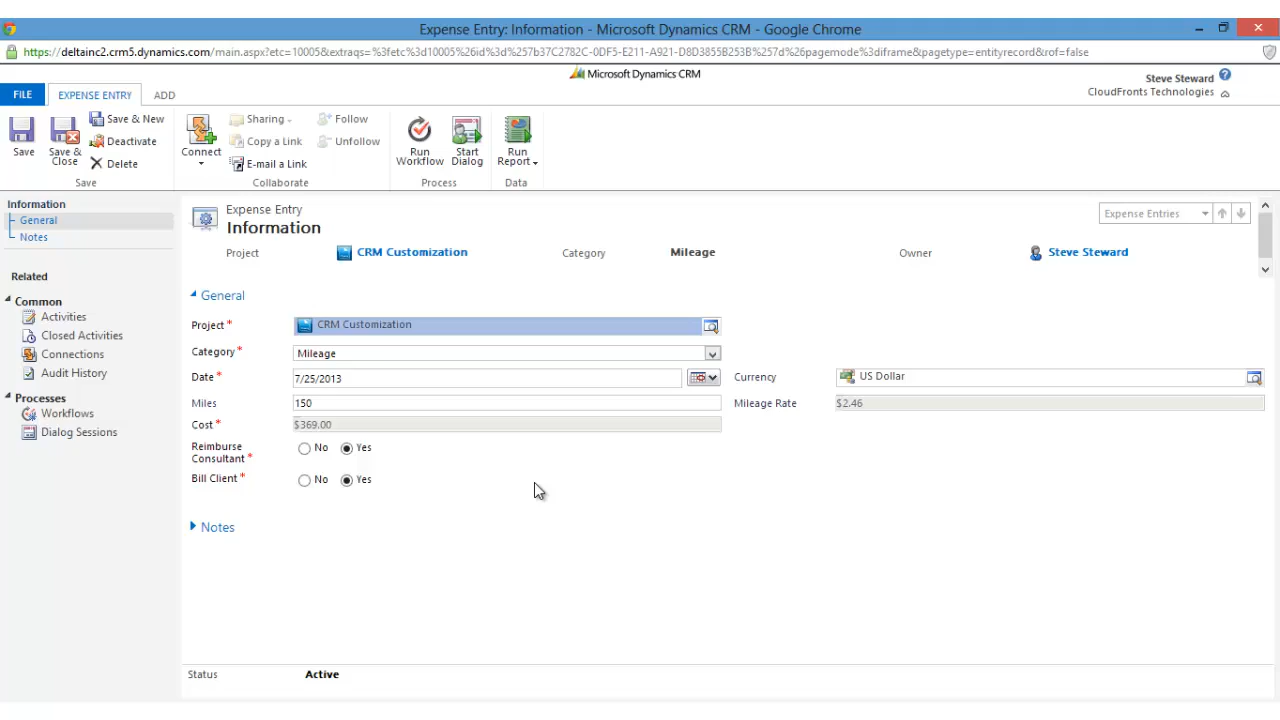 Expense Entry: Information - Microsoft Dynamics CRM - Google Chrome
https://deltainc2.crm5.dynamics.com/main.aspx?etc=10005&extraqs=%3fetc%3d10005%26id%3d%257b37C2782C-0DF5-E211-A921-D8D3855B253B%257d%26pagemode%3diframe&pagetype=entityrecord&rof=false
Microsoft Dynamics CRM
Steve Steward
CloudFronts Technologies
FILE
EXPENSE ENTRY
ADD
Save
Save & Close
Save & New
Deactivate
Delete
Save
Connect
Sharing
Copy a Link
E-mail a Link
Follow
Unfollow
Collaborate
Run Workflow
Start Dialog
Process
Run Report
Data
Information
General
Notes
Related
Common
Activities
Closed Activities
Connections
Audit History
Processes
Workflows
Dialog Sessions
Expense Entry
Information
Expense Entries
Project CRM Customization Category Mileage Owner Steve Steward
General
Project* CRM Customization
Category* Mileage
Date* 7/25/2013 Currency US Dollar
Miles 150 Mileage Rate $2.46
Cost* $369.00
Reimburse Consultant* No Yes
Bill Client* No Yes
Notes
Status Active